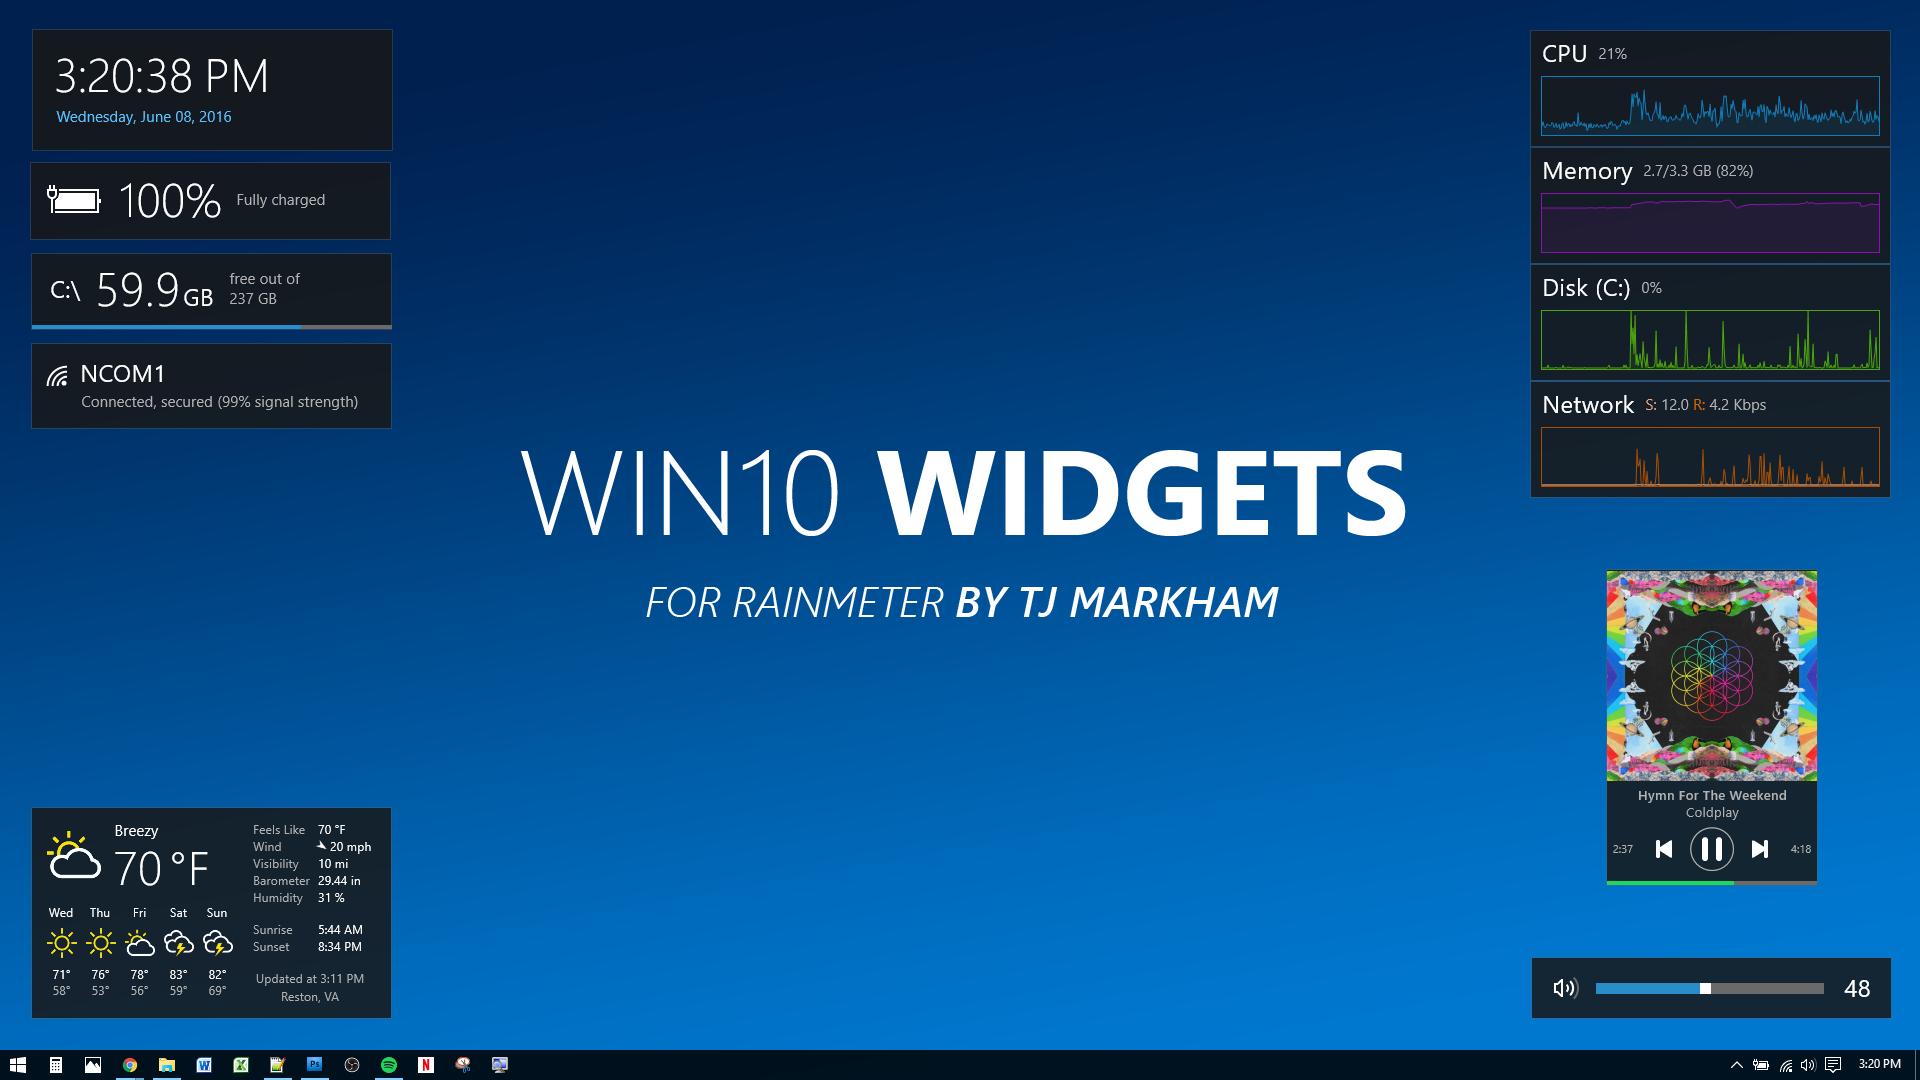 3:20:38 PM
Wednesday, June 08, 2016
100% Fully charged
C:\ 59.9 GB free out of
237 GB
NCOM1
Connected, secured (99% signal strength)
CPU 21%
Memory 2.7/3.3 GB (82%)
Disk (C:) 0%
Network S: 12.0 R: 4.2 Kbps
WIN10 WIDGETS
FOR RAINMETER BY TJ MARKHAM
Hymn For The Weekend
Coldplay
2:37 4:18
Breezy
70 °F
Feels Like 70 °F
Wind 20 mph
Visibility 10 mi
Barometer 29.44 in
Humidity 31 %
Sunrise 5:44 AM
Sunset 8:34 PM
Updated at 3:11 PM
Reston, VA
Wed Thu Fri Sat Sun
71° 76° 78° 83° 82°
58° 53° 56° 59° 69°
48
W X Ps N
3:20 PM